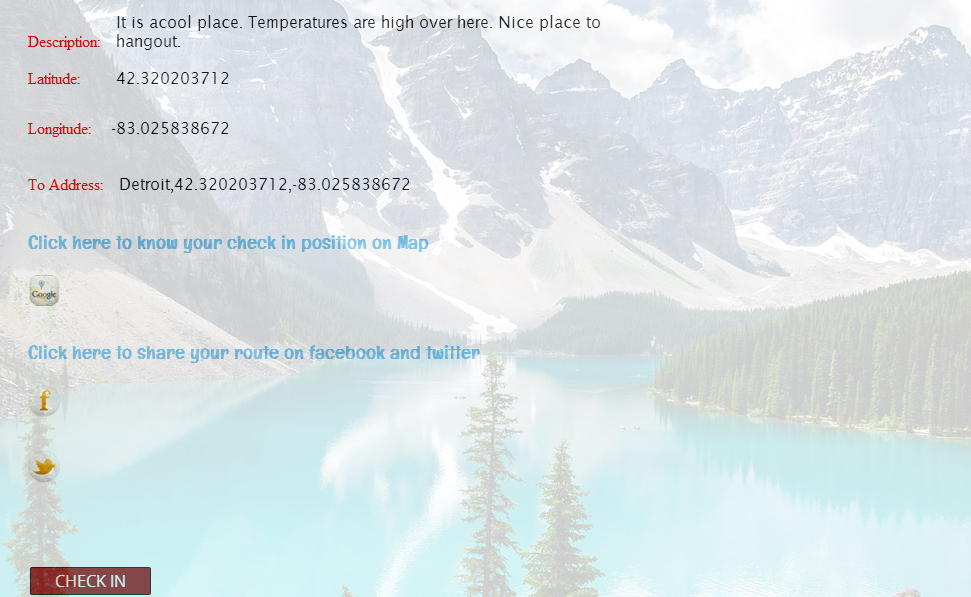 It is acool place. Temperatures are high over here. Nice place to
Description: hangout.
Latitude: 42.320203712
Longitude: -83.025838672
To Address: Detroit,42.320203712,-83.025838672
Click here to know your check in position on Map
Google
Click here to share your route on facebook and twitter
f
CHECK IN